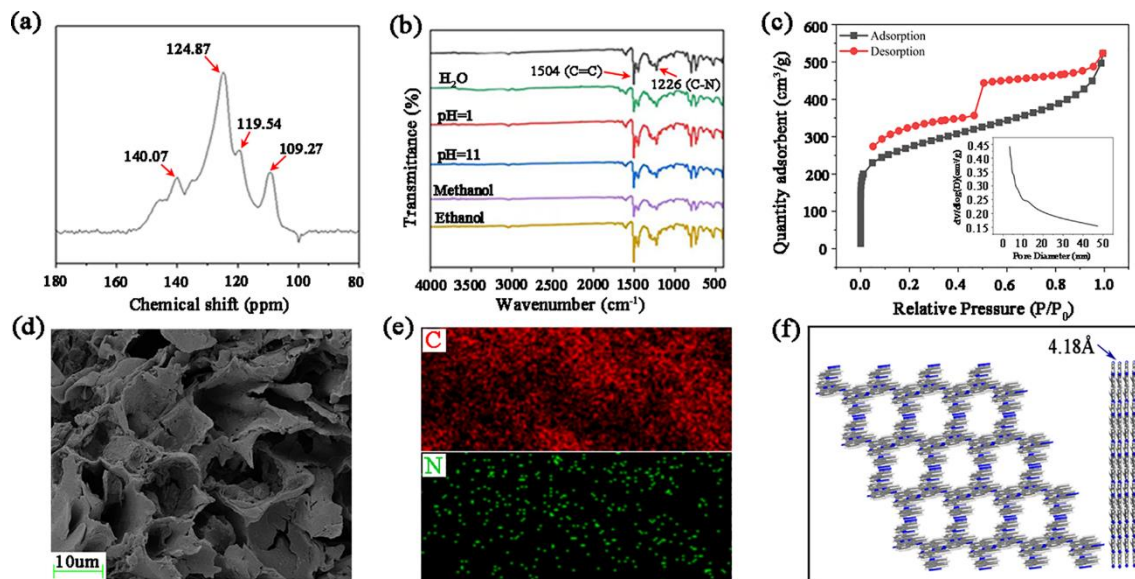 (a)
124.87
119.54
140.07
109.27
180
160
140
120
100
80
Chemical shift (ppm)
(b)
1504 (C=C)
1226 (C-N)
H₂O
pH=1
pH=11
Methanol
Ethanol
Transmittance (%)
4000
3500
3000
2500
2000
1500
1000
500
Wavenumber (cm⁻¹)
(c)
Adsorption
Desorption
Quantity adsorbent (cm³/g)
600
500
400
300
200
100
0
0.45
0.40
0.35
0.30
0.25
0.20
0.15
dv/dlog(D)(cm³/g)
0
10
20
30
40
50
Pore Diameter (nm)
0.0
0.2
0.4
0.6
0.8
1.0
Relative Pressure (P/P₀)
(d)
10um
(e)
C
N
(f)
4.18Å